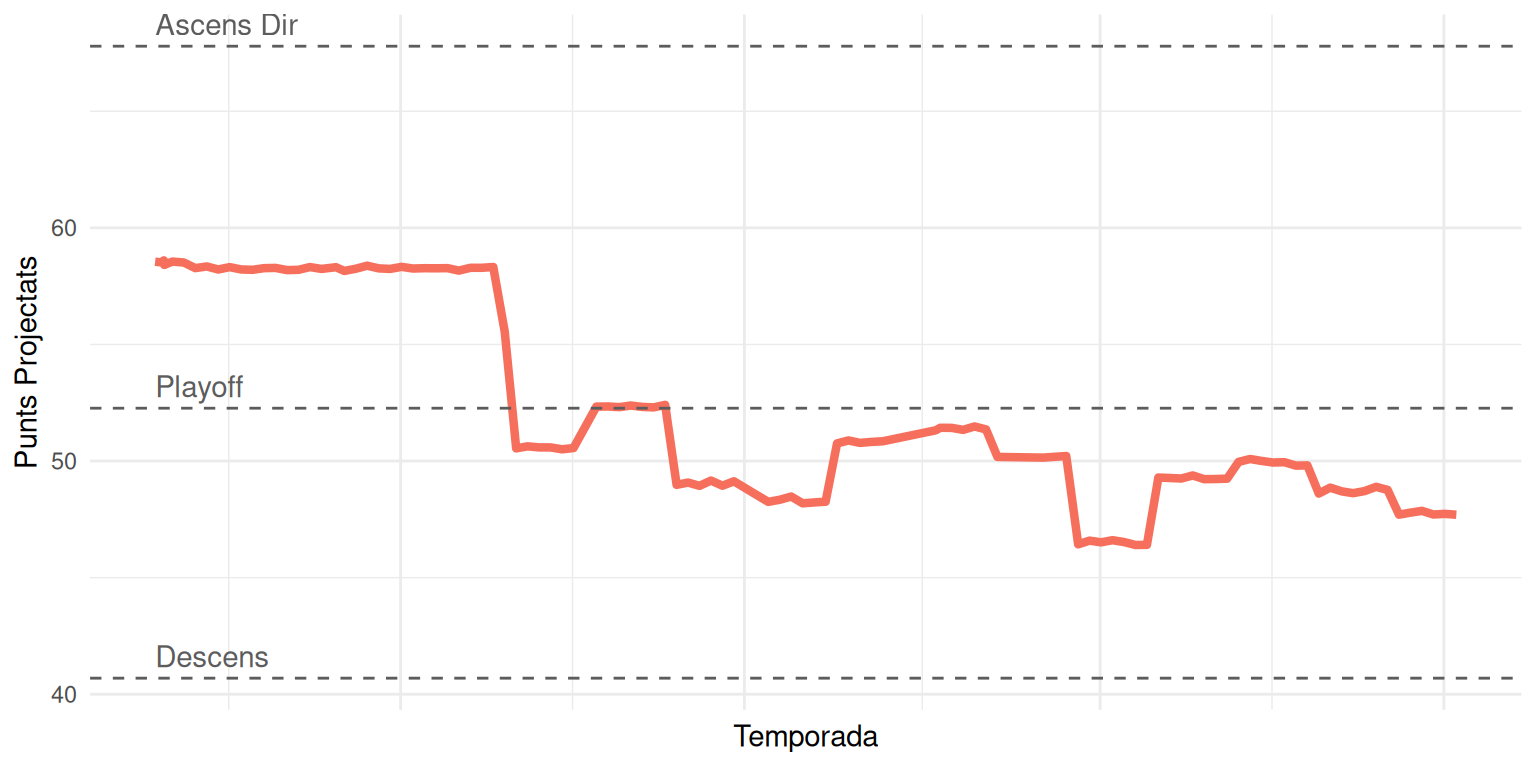 Ascens Dir
60
Playoff
50
Descens
40
Punts Projectats
Temporada